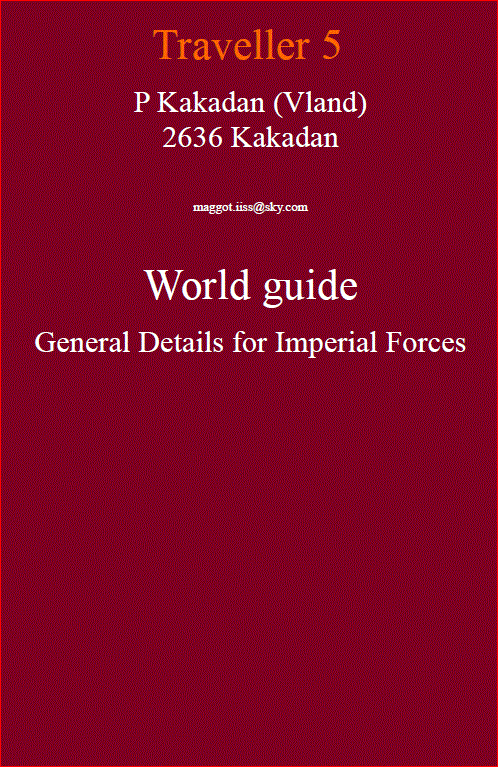 Traveller 5
P Kakadan (Vland)
2636 Kakadan
maggot.iiss@sky.com
World guide
General Details for Imperial Forces